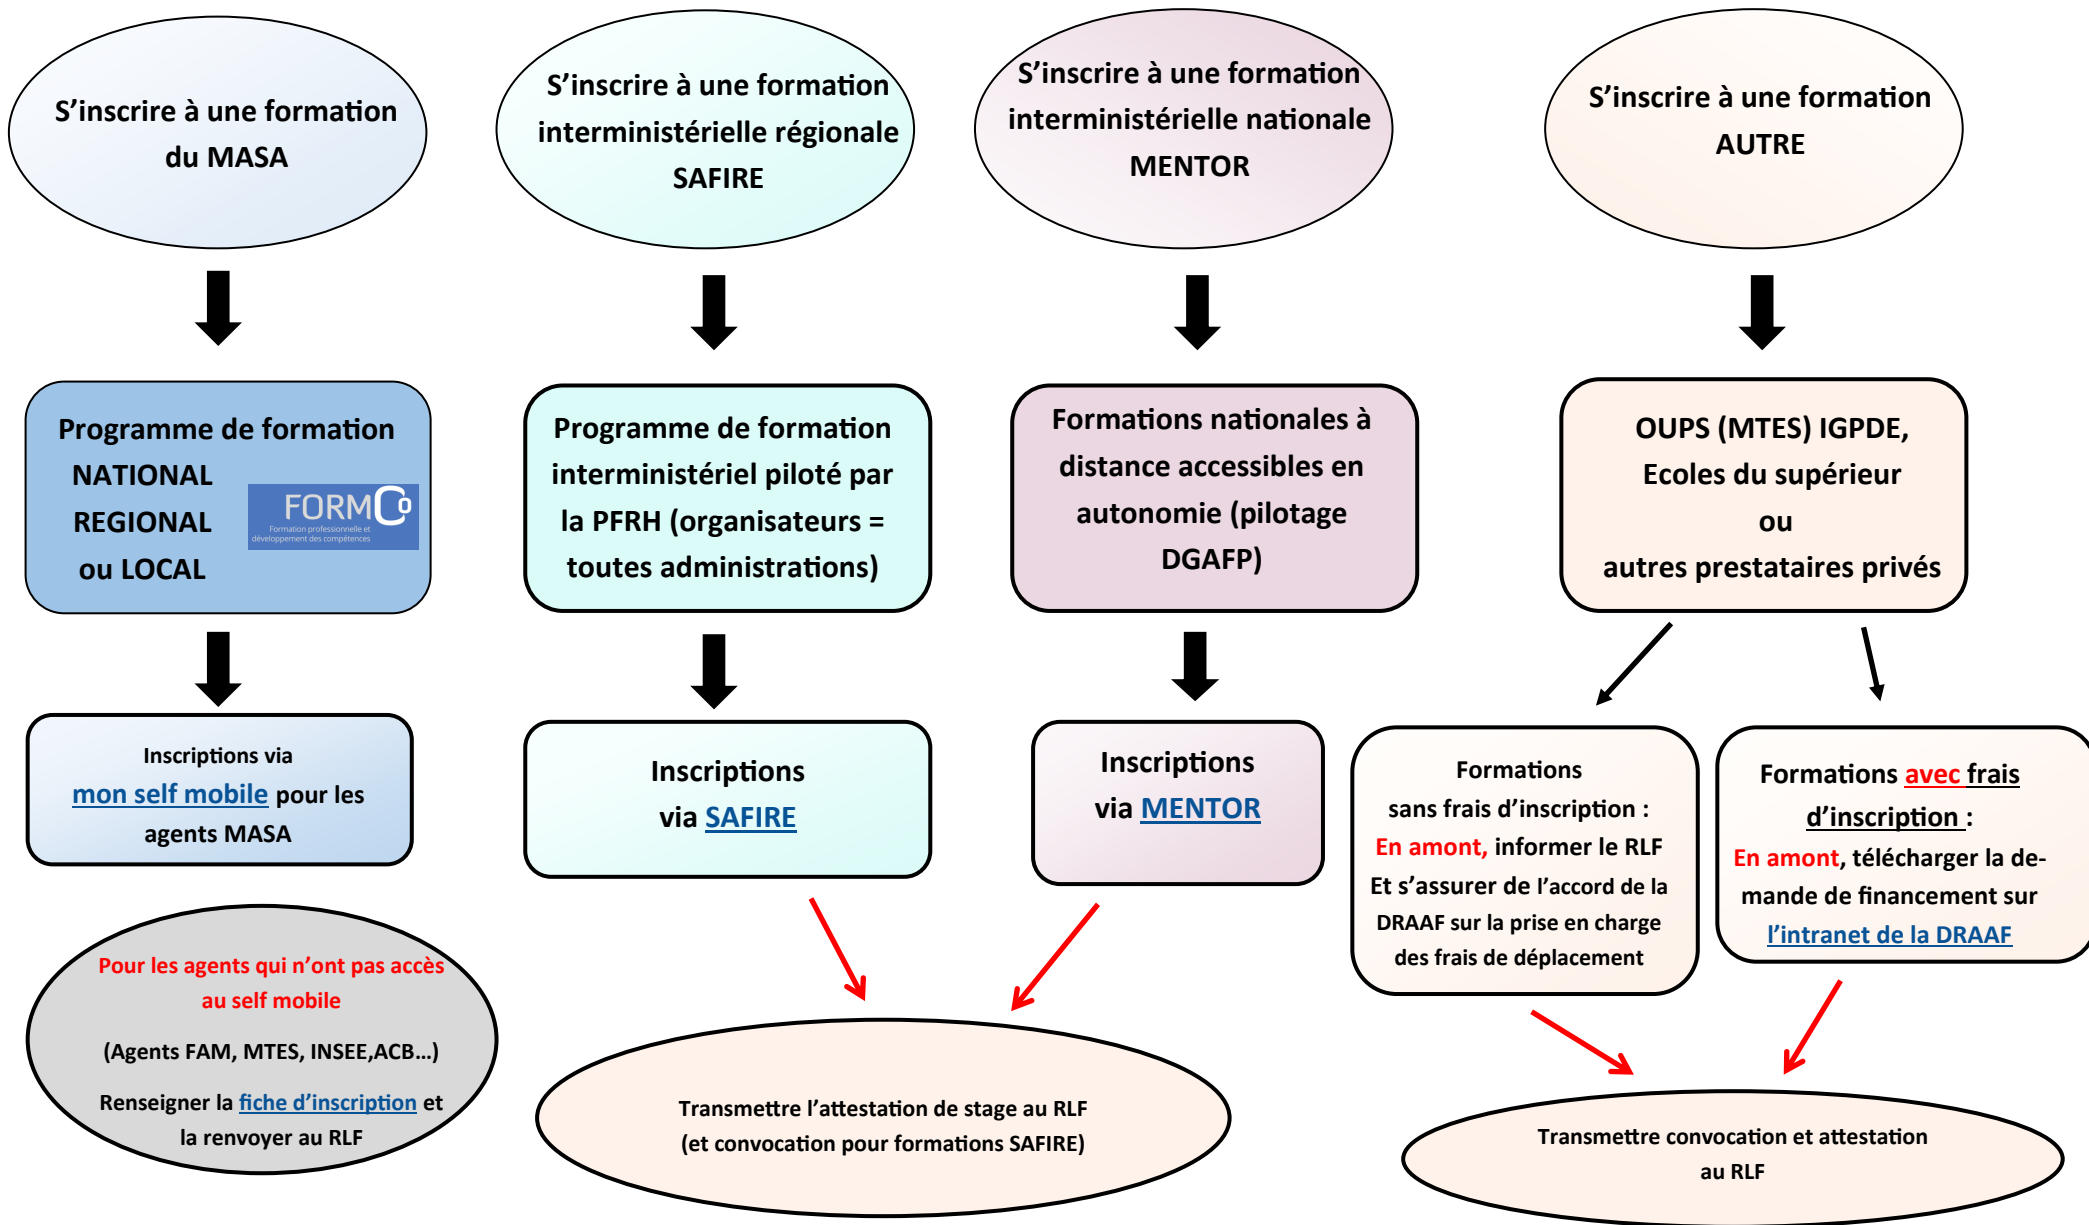 S’inscrire à une formation
du MASA
S’inscrire à une formation
interministérielle régionale
SAFIRE
S’inscrire à une formation
interministérielle nationale
MENTOR
S’inscrire à une formation
AUTRE
Programme de formation
NATIONAL
REGIONAL
ou LOCAL
FORMCo
Formation professionnelle et
développement des compétences
Programme de formation
interministériel piloté par
la PFRH (organisateurs =
toutes administrations)
Formations nationales à
distance accessibles en
autonomie (pilotage
DGAFP)
OUPS (MTES) IGPDE,
Ecoles du supérieur
ou
autres prestataires privés
Inscriptions via
mon self mobile pour les
agents MASA
Inscriptions
via SAFIRE
Inscriptions
via MENTOR
Formations
sans frais d’inscription :
En amont, informer le RLF
Et s’assurer de l’accord de la
DRAAF sur la prise en charge
des frais de déplacement
Formations avec frais
d’inscription :
En amont, télécharger la de-
mande de financement sur
l’intranet de la DRAAF
Pour les agents qui n’ont pas accès
au self mobile
(Agents FAM, MTES, INSEE,ACB…)
Renseigner la fiche d’inscription et
la renvoyer au RLF
Transmettre l’attestation de stage au RLF
(et convocation pour formations SAFIRE)
Transmettre convocation et attestation
au RLF